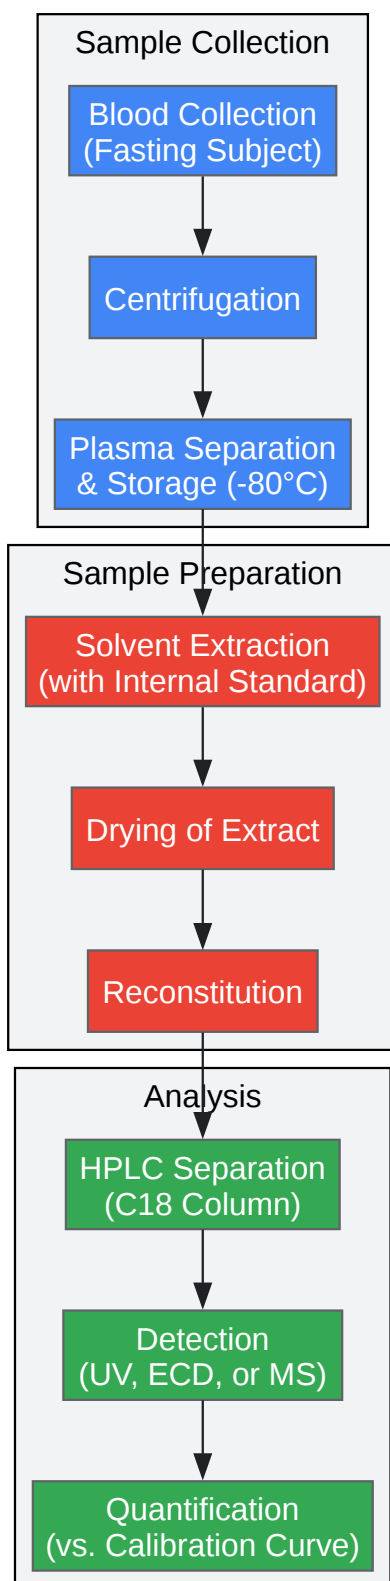 Sample Collection
Blood Collection
(Fasting Subject)
Centrifugation
Plasma Separation
& Storage (-80°C)
Sample Preparation
Solvent Extraction
(with Internal Standard)
Drying of Extract
Reconstitution
Analysis
HPLC Separation
(C18 Column)
Detection
(UV, ECD, or MS)
Quantification
(vs. Calibration Curve)